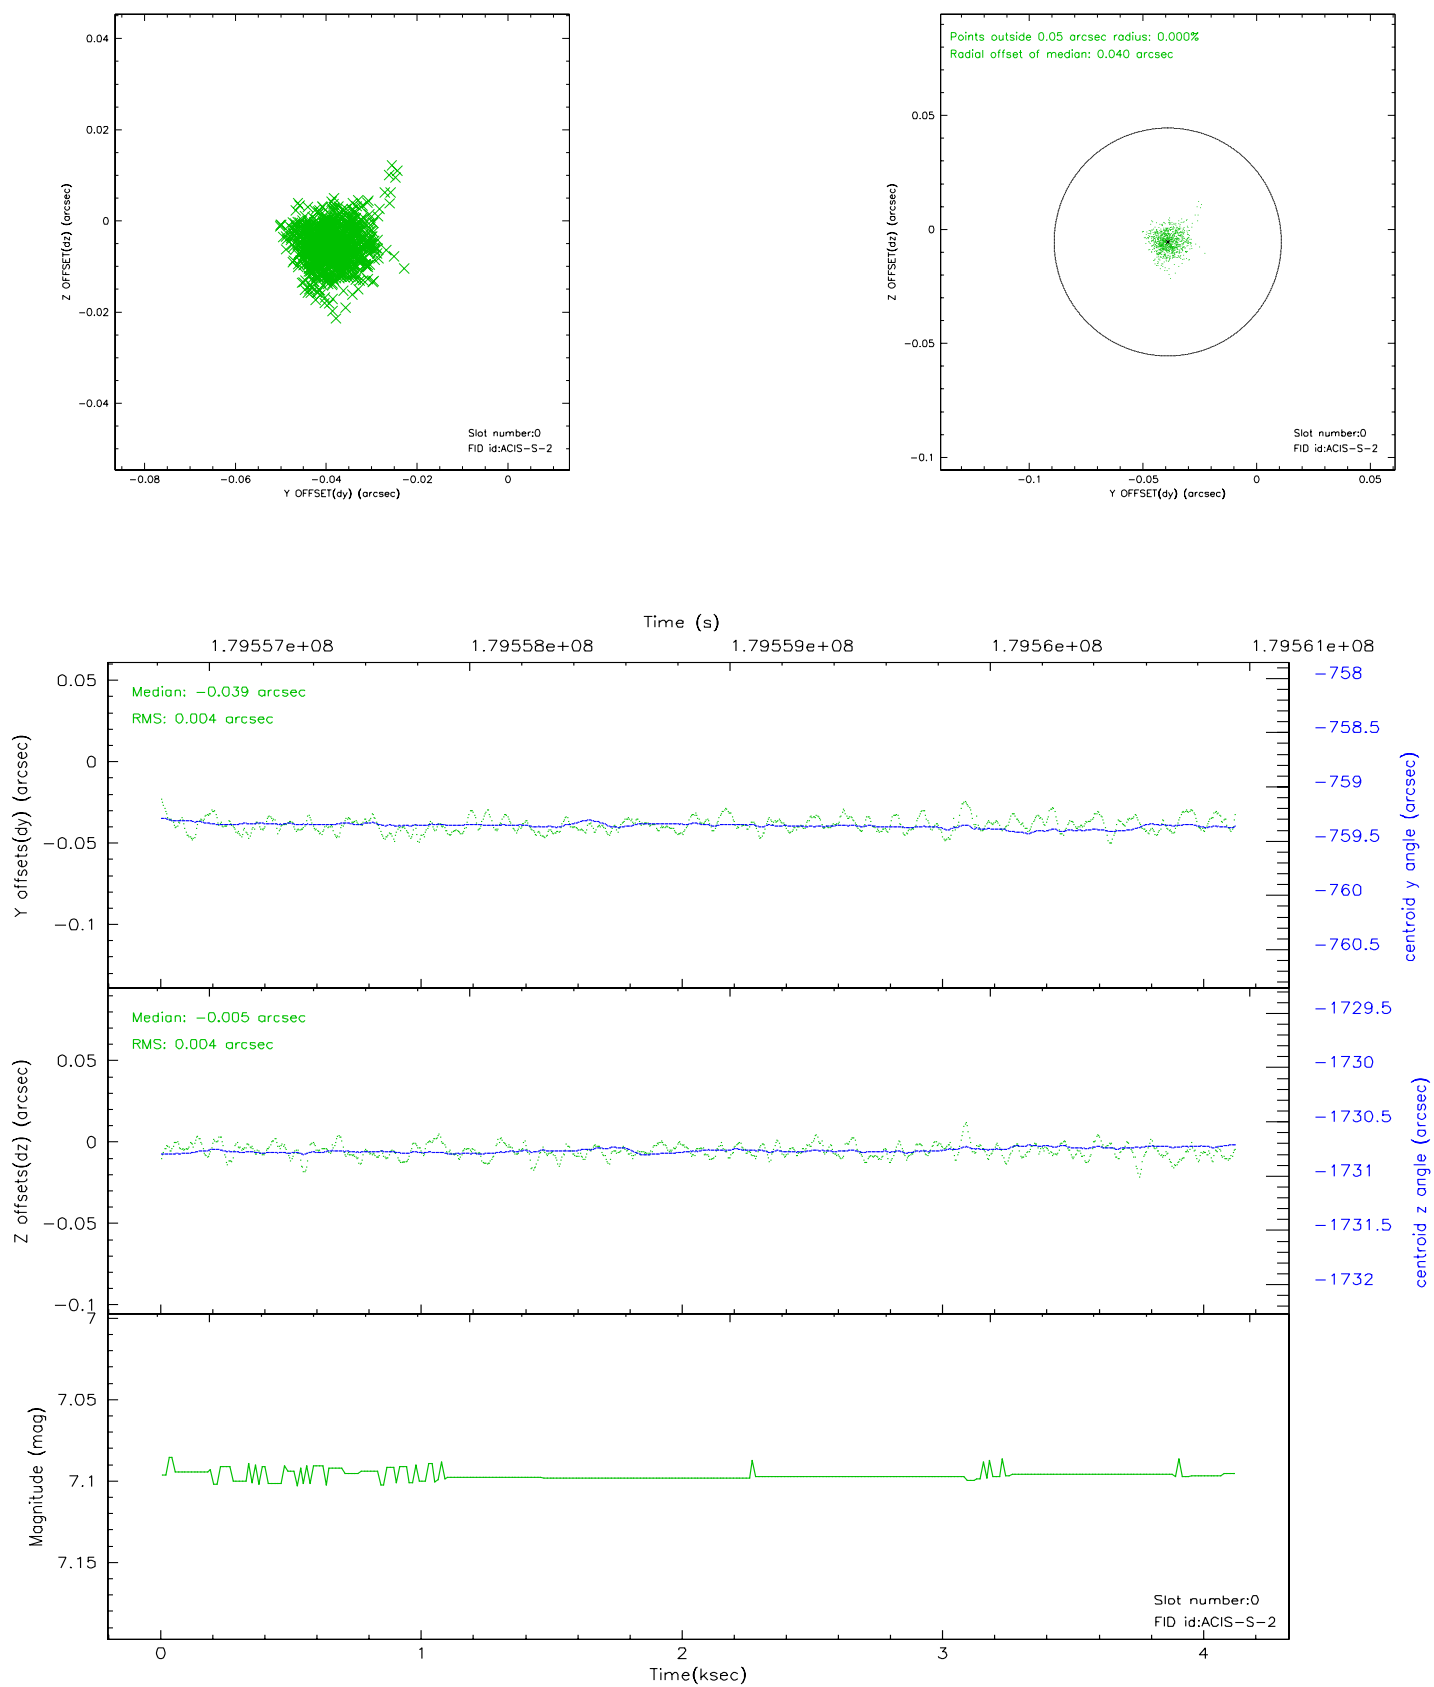 0.04
0.02
0
−0.02
−0.04
Z OFFSET(dz) (arcsec)
Slot number:0
FID id:ACIS−S−2
−0.08
−0.06
−0.04
−0.02
0
Y OFFSET(dy) (arcsec)
Points outside 0.05 arcsec radius: 0.000%
Radial offset of median: 0.040 arcsec
0.05
0
−0.05
−0.1
Z OFFSET(dz) (arcsec)
Slot number:0
FID id:ACIS−S−2
−0.1
−0.05
0
0.05
Y OFFSET(dy) (arcsec)
Time (s)
1.79557e+08
1.79558e+08
1.79559e+08
1.7956e+08
1.79561e+08
Median: −0.039 arcsec
RMS: 0.004 arcsec
0.05
0
−0.05
−0.1
Y offsets(dy) (arcsec)
−758
−758.5
−759
−759.5
−760
−760.5
centroid y angle (arcsec)
Median: −0.005 arcsec
RMS: 0.004 arcsec
0.05
0
−0.05
−0.1
Z offsets(dz) (arcsec)
−1729.5
−1730
−1730.5
−1731
−1731.5
−1732
centroid z angle (arcsec)
7
7.05
7.1
7.15
Magnitude (mag)
Slot number:0
FID id:ACIS−S−2
0
1
2
3
4
Time(ksec)